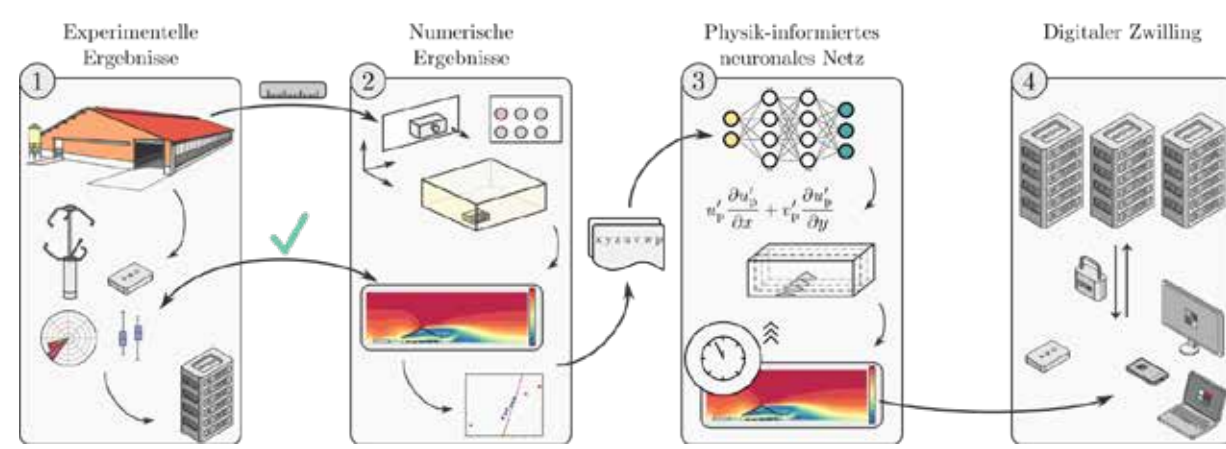 Experimentelle
Ergebnisse
Numerische
Ergebnisse
Physik-informiertes
neuronales Netz
Digitaler Zwilling
1
2
3
4
x y z u v w p
u′ₚ ∂u′ₚ/∂x + v′ₚ ∂u′ₚ/∂y